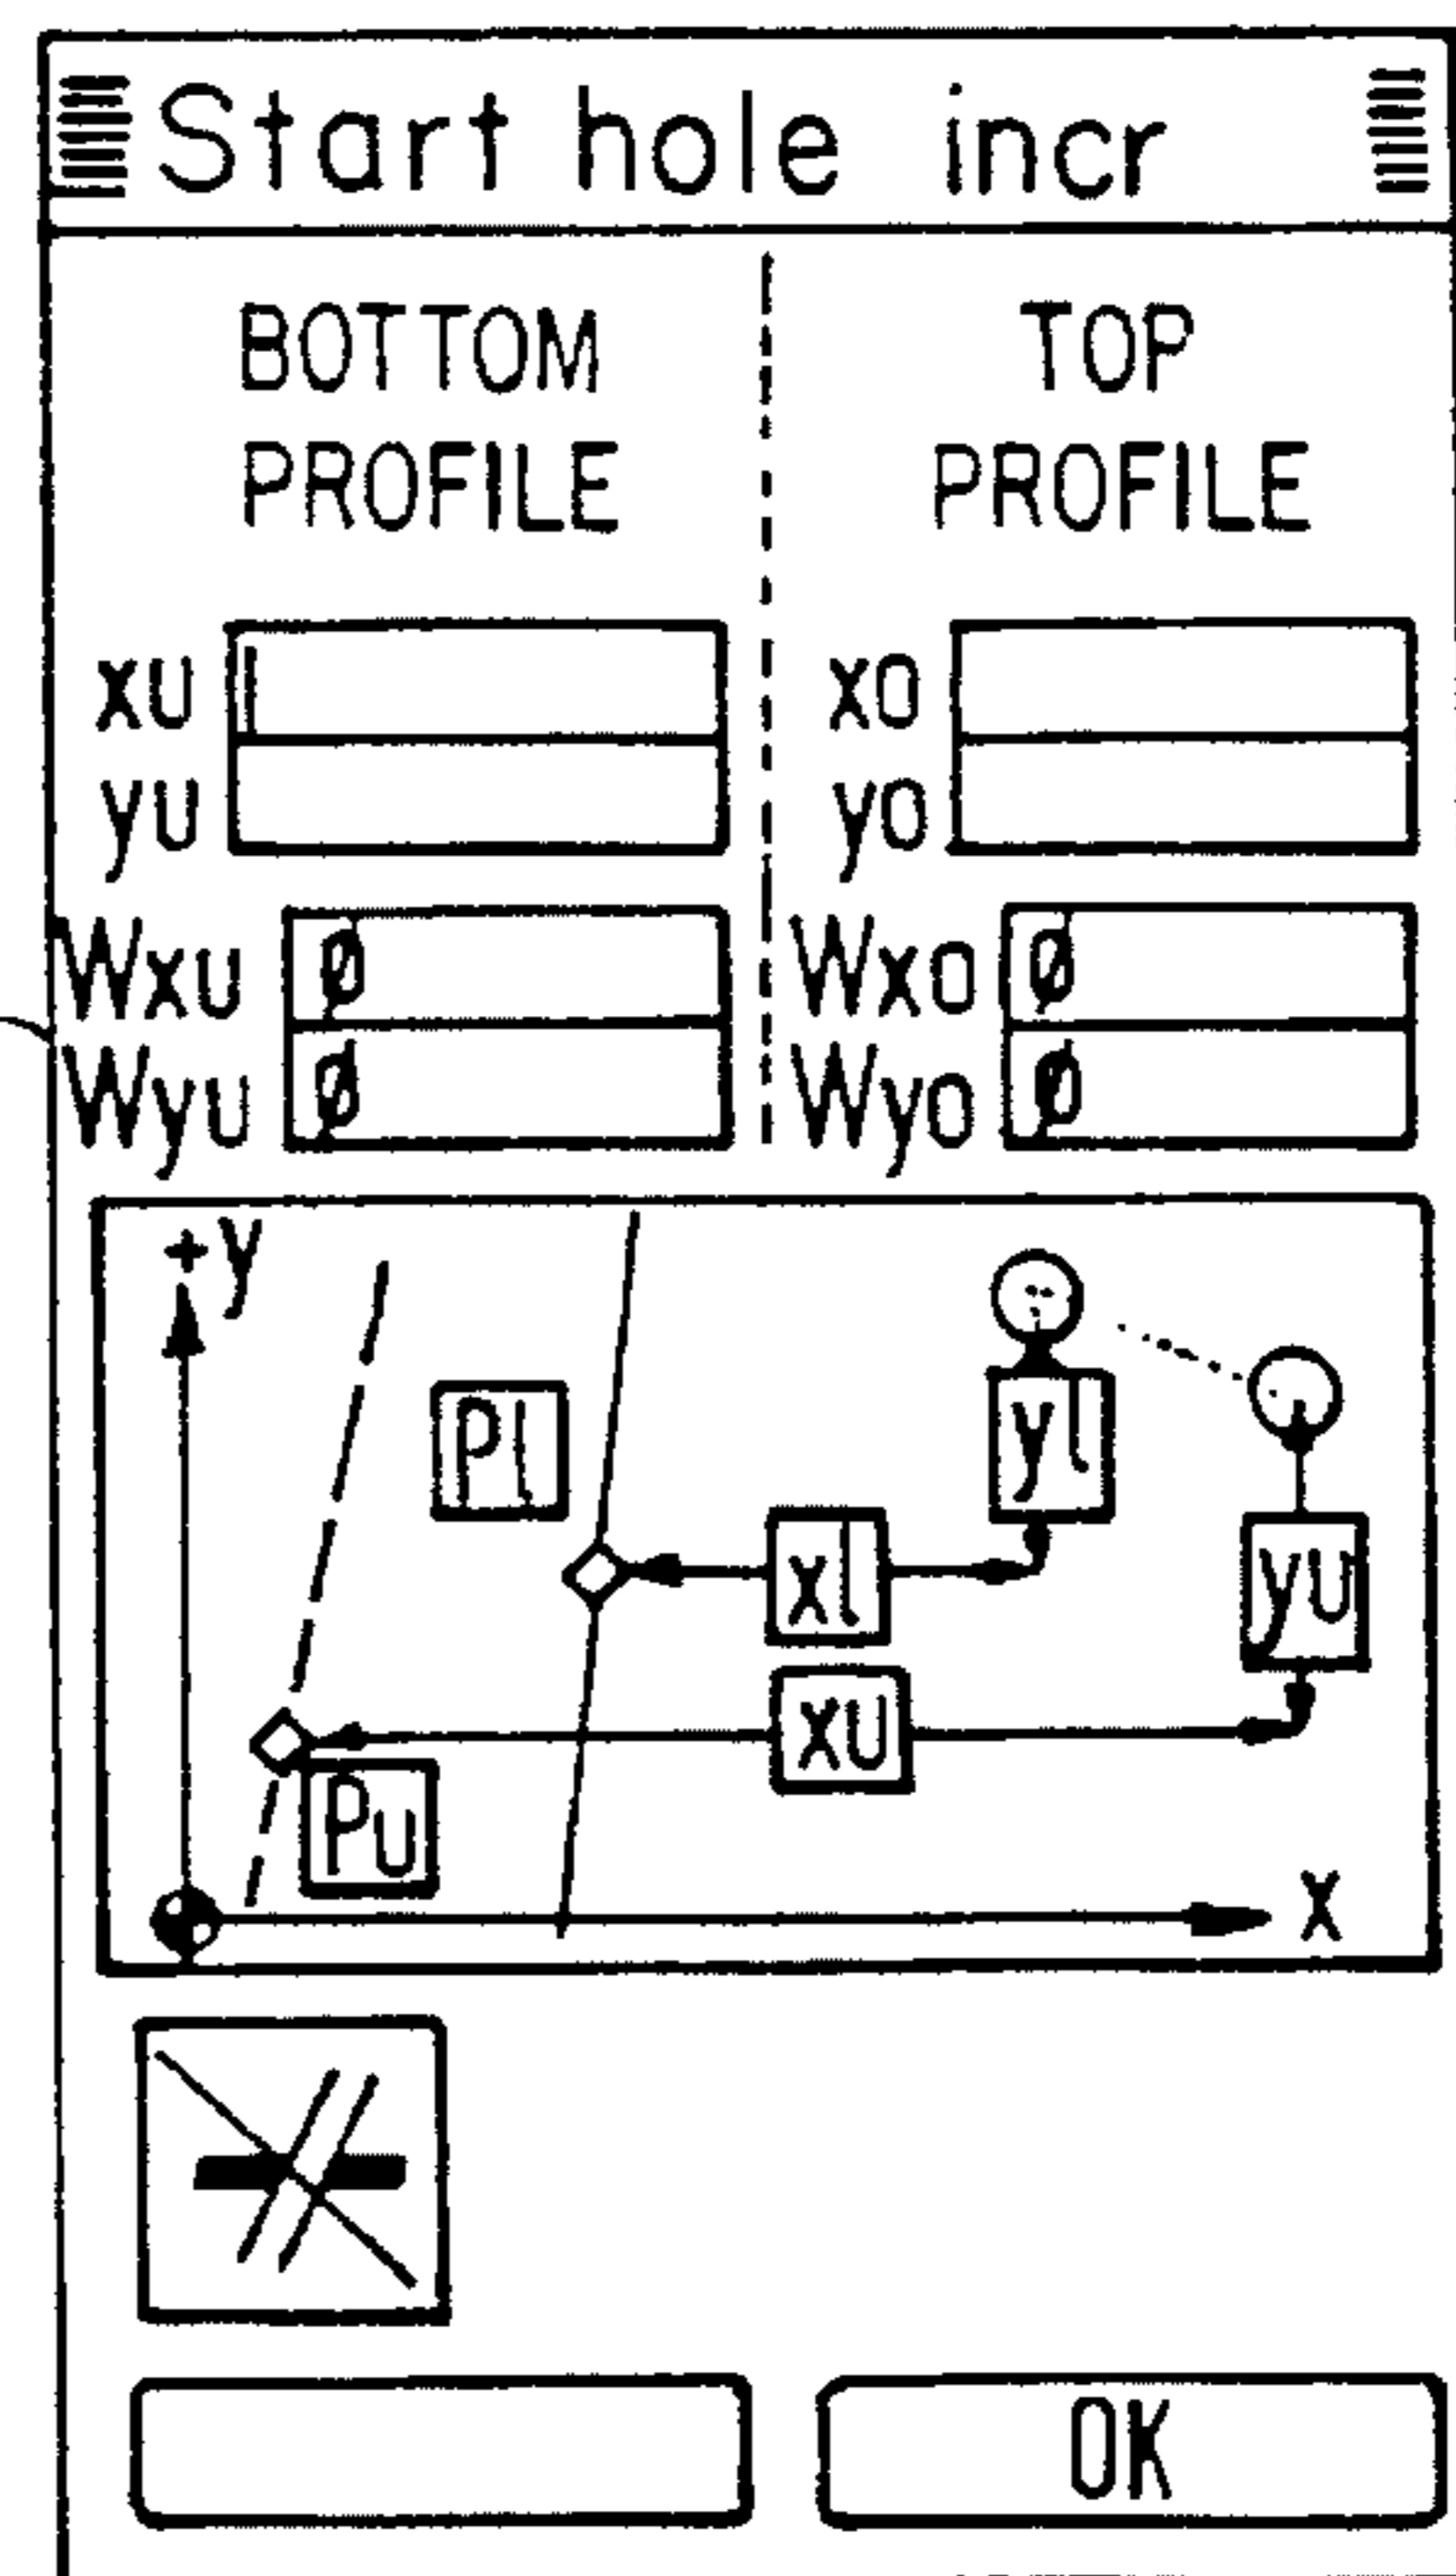 Start hole incr
BOTTOM TOP
PROFILE PROFILE
xu xo
yu yo
Wxu Ø Wxo Ø
Wyu Ø Wyo Ø
+y
Pl yl
xl yu
xu
Pu
x
OK